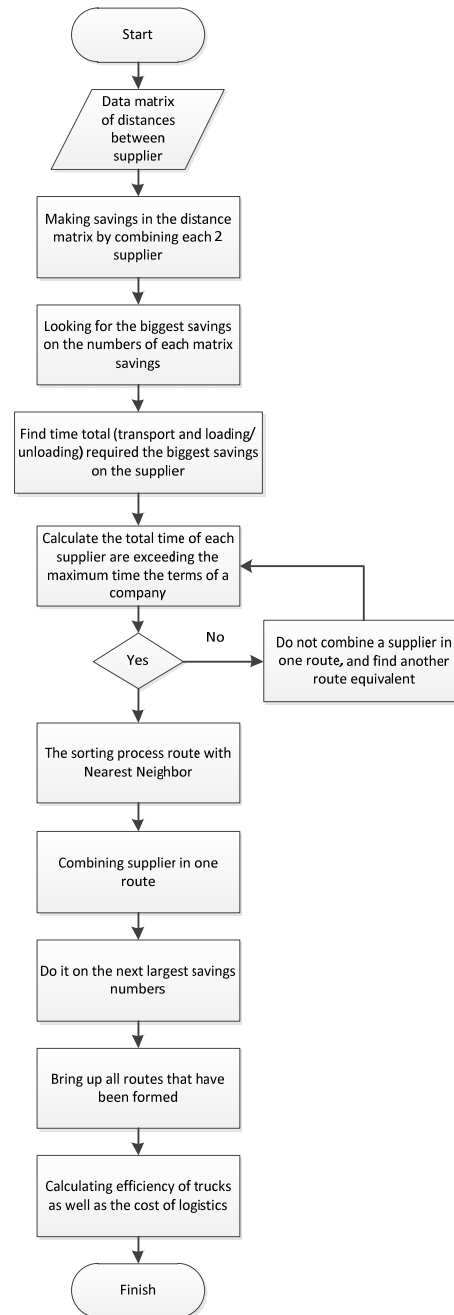 Start
Data matrix
of distances
between
supplier
Making savings in the distance
matrix by combining each 2
supplier
Looking for the biggest savings
on the numbers of each matrix
savings
Find time total (transport and loading/
unloading) required the biggest savings
on the supplier
Calculate the total time of each
supplier are exceeding the
maximum time the terms of a
company
No
Yes
Do not combine a supplier in
one route, and find another
route equivalent
The sorting process route with
Nearest Neighbor
Combining supplier in one
route
Do it on the next largest savings
numbers
Bring up all routes that have
been formed
Calculating efficiency of trucks
as well as the cost of logistics
Finish